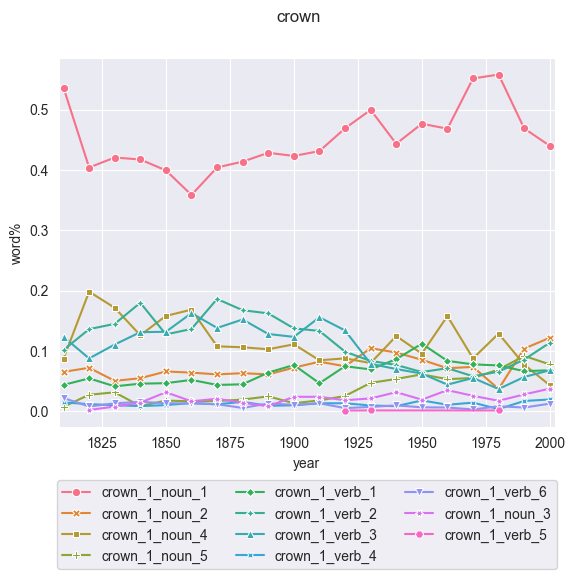 crown
0.5
0.4
0.3
0.2
0.1
0.0
word%
1825 1850 1875 1900 1925 1950 1975 2000
year
crown_1_noun_1 crown_1_verb_1 crown_1_verb_6
crown_1_noun_2 crown_1_verb_2 crown_1_noun_3
crown_1_noun_4 crown_1_verb_3 crown_1_verb_5
crown_1_noun_5 crown_1_verb_4